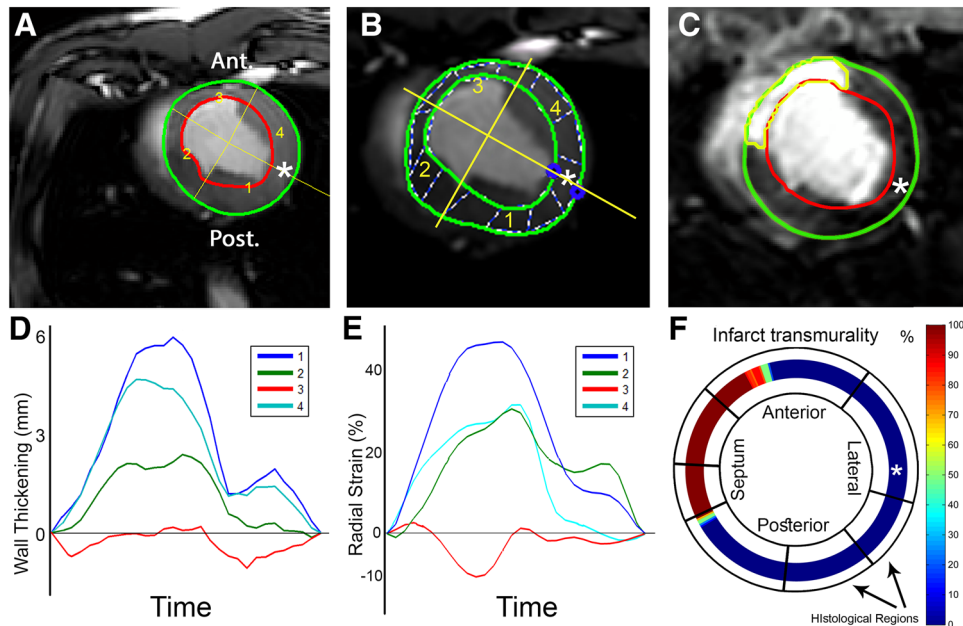 A
Ant.
3
4
2
*
1
Post.
B
3
4
2
*
1
C
*
D
6
3
0
Wall Thickening (mm)
1
2
3
4
Time
E
40
20
0
-10
Radial Strain (%)
1
2
3
4
Time
F
Infarct transmurality
%
100
90
80
70
60
50
40
30
20
10
0
Anterior
Septum
Lateral
*
Posterior
HIstological Regions